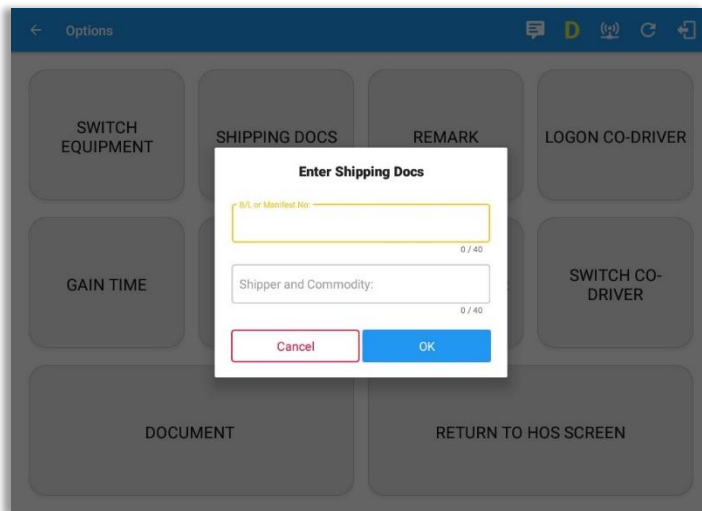 Options
D
SWITCH
EQUIPMENT
SHIPPING DOCS
REMARK
LOGON CO-DRIVER
Enter Shipping Docs
B/L or Manifest No:
0 / 40
Shipper and Commodity:
0 / 40
Cancel
OK
GAIN TIME
SWITCH CO-
DRIVER
DOCUMENT
RETURN TO HOS SCREEN